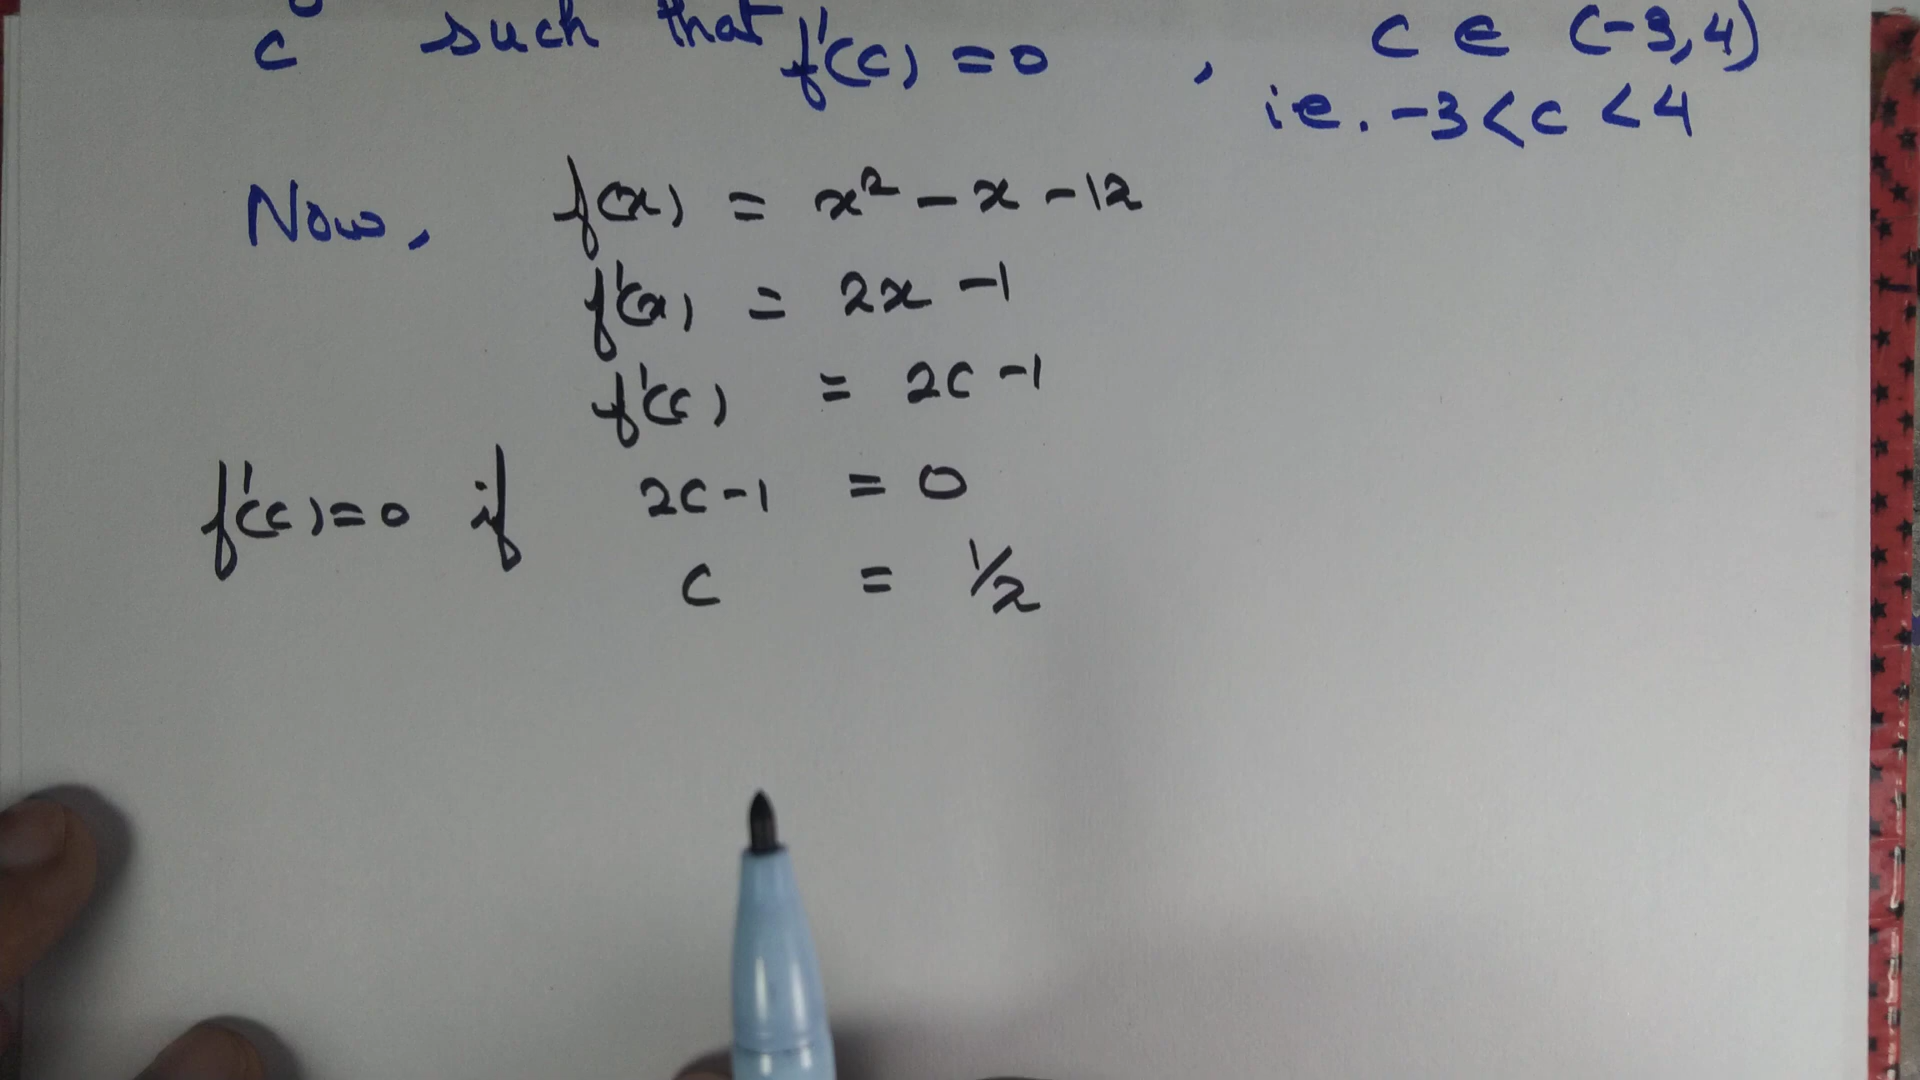 c such that f'(c) = 0 , c ∈ (-3,4)
i.e. -3 < c < 4
Now, f(x) = x² - x - 12
f'(x) = 2x - 1
f'(c) = 2c - 1
f'(c) = 0 if 2c - 1 = 0
c = 1/2